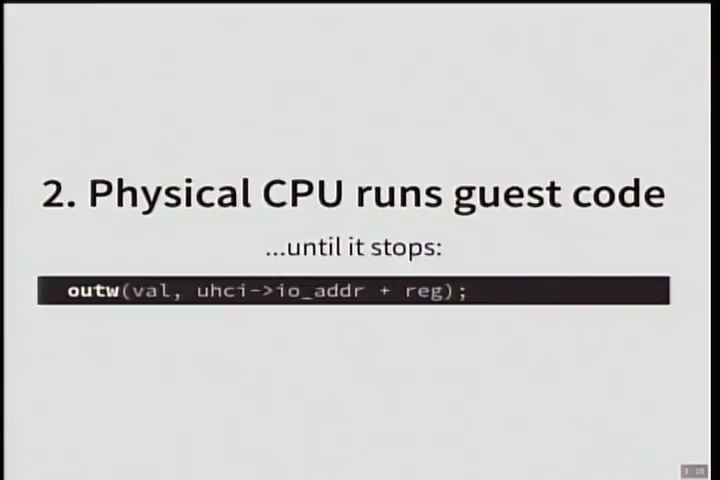 2. Physical CPU runs guest code
...until it stops:
outw(val, uhci->io_addr + reg);